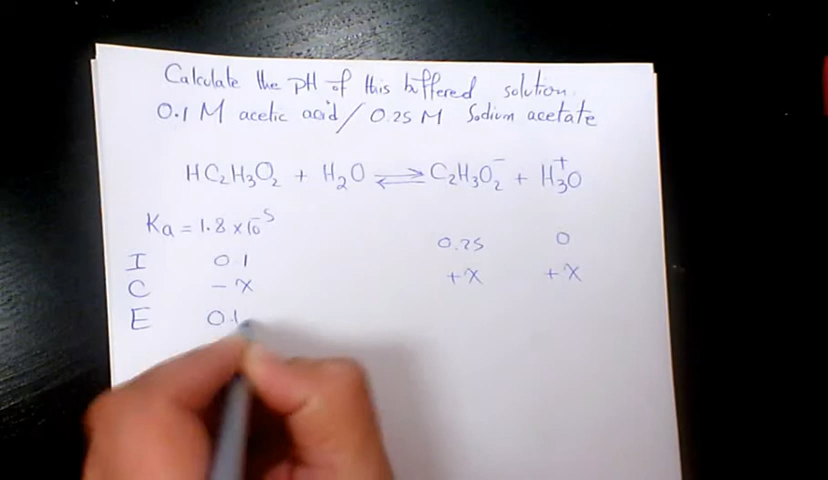 Calculate the pH of this buffered solution.
0.1 M acetic acid / 0.25 M Sodium acetate
HC₂H₃O₂ + H₂O ⇌ C₂H₃O₂⁻ + H₃O⁺
Ka = 1.8 × 10⁻⁵
I 0.1 0.25 0
C - x + x + x
E 0.1